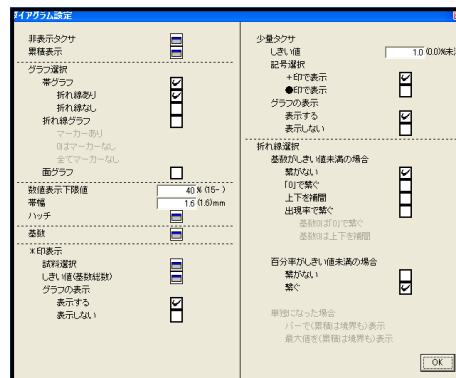 ダイアグラム設定
非表示タクサ
累積表示
グラフ選択
帯グラフ
折れ線あり
折れ線なし
折れ線グラフ
マーカーあり
0はマーカーなし
全てマーカーなし
面グラフ
数値表示下限値 40 % (15- )
帯幅 1.6 (1.6)mm
ハッチ
基数
*印表示
試料選択
しきい値(基数総数)
グラフの表示
表示する
表示しない
少量タクサ
しきい値 1.0 (0.0)%未
記号選択
+印で表示
●印で表示
グラフの表示
表示する
表示しない
折れ線選択
基数がしきい値未満の場合
繋がない
「0」で繋ぐ
上下を補間
出現率で繋ぐ
基数0は「0」で繋ぐ
基数0は上下を補間
百分率がしきい値未満の場合
繋がない
繋ぐ
単独になった場合
バーで(累積は境界も)表示
最大値を(累積は境界も)表示
OK